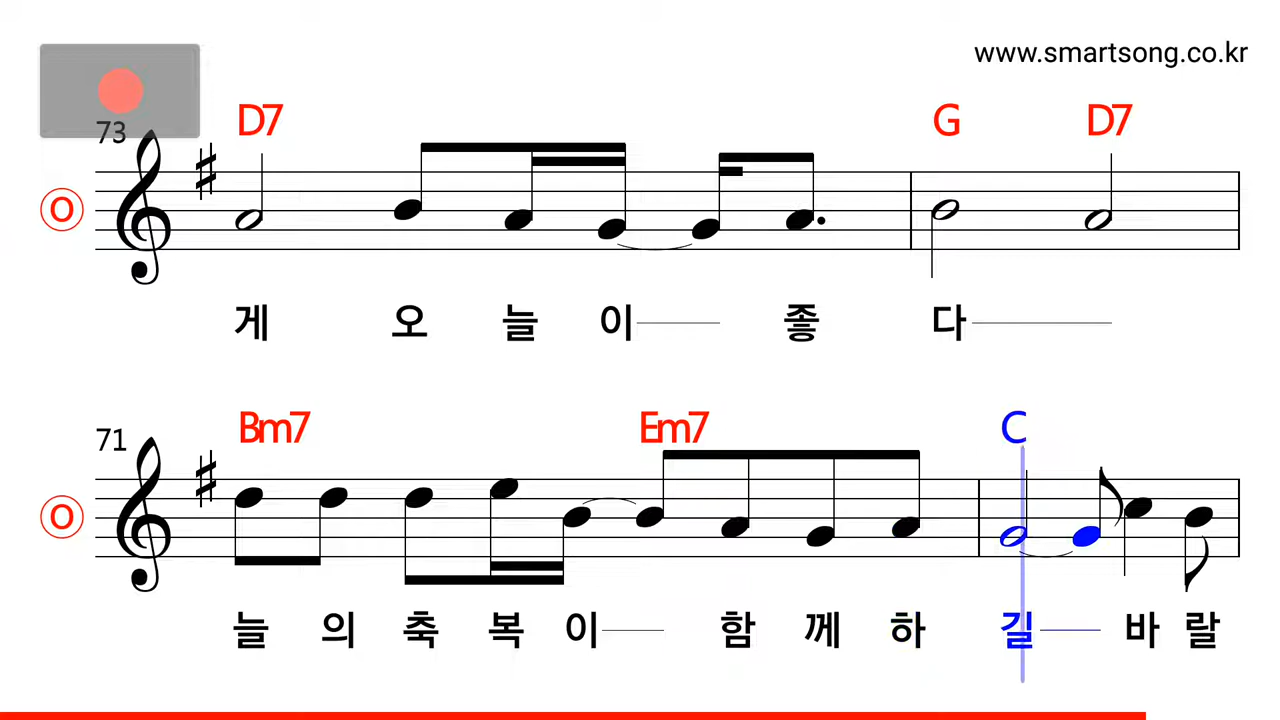 www.smartsong.co.kr
73 D7 G D7
O
게 오 늘 이 좋 다
71 Bm7 Em7 C
O
늘 의 축 복 이 함 께 하 길 바 랄